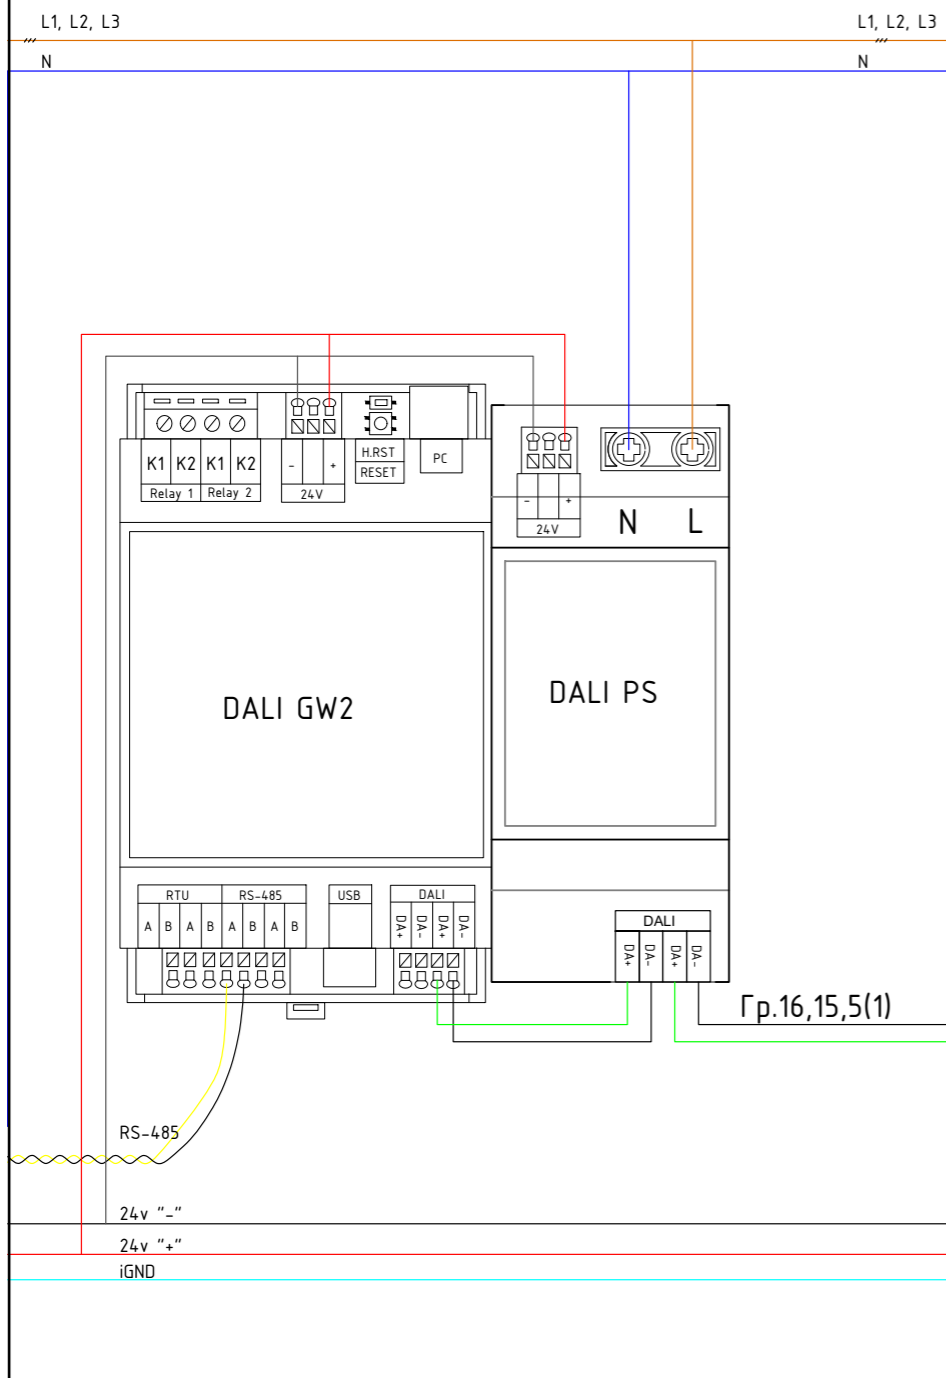 L1, L2, L3
L1, L2, L3
N
N
H.RST
RESET
PC
K1 K2 K1 K2
Relay 1 Relay 2
- +
24V
- +
24V
N L
DALI GW2
DALI PS
RTU RS-485 USB DALI
A B A B A B A B
DA+ DA- DA+ DA-
DALI
DA+ DA- DA+ DA-
Гр.16,15,5(1)
RS-485
24v "-"
24v "+"
iGND